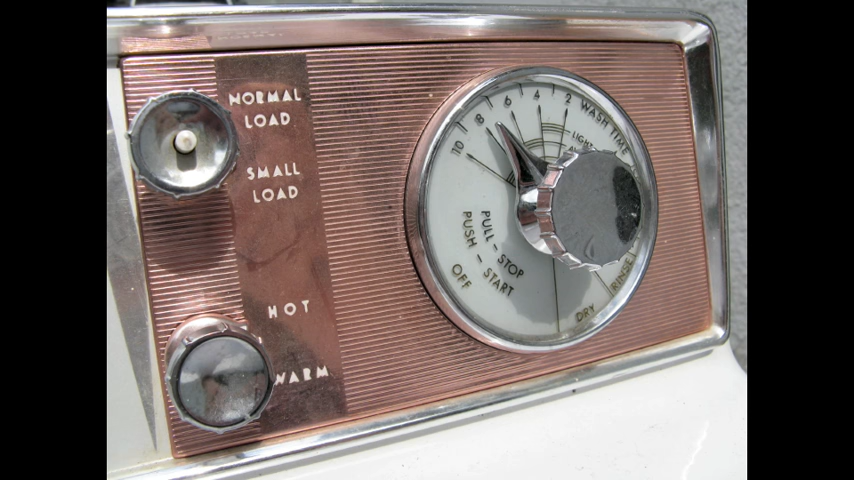 NORMAL
LOAD
SMALL
LOAD
HOT
WARM
10 8 6 4 2 WASH TIME
LIGHT
PULL-STOP
PUSH-START
OFF
DRY
RINSE